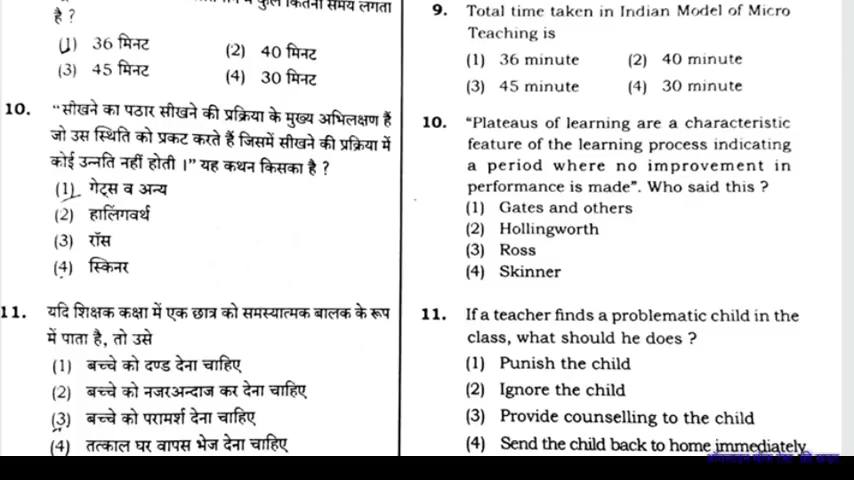 कुल कितना समय लगता
है ?
(1) 36 मिनट
(2) 40 मिनट
(3) 45 मिनट
(4) 30 मिनट
10. "सीखने का पठार सीखने की प्रक्रिया के मुख्य अभिलक्षण हैं
जो उस स्थिति को प्रकट करते हैं जिसमें सीखने की प्रक्रिया में
कोई उन्नति नहीं होती ।" यह कथन किसका है ?
(1) गेट्स व अन्य
(2) हालिंगवर्थ
(3) रॉस
(4) स्किनर
11. यदि शिक्षक कक्षा में एक छात्र को समस्यात्मक बालक के रूप
में पाता है, तो उसे
(1) बच्चे को दण्ड देना चाहिए
(2) बच्चे को नजरअन्दाज कर देना चाहिए
(3) बच्चे को परामर्श देना चाहिए
(4) तत्काल घर वापस भेज देना चाहिए
9. Total time taken in Indian Model of Micro
Teaching is
(1) 36 minute (2) 40 minute
(3) 45 minute (4) 30 minute
10. "Plateaus of learning are a characteristic
feature of the learning process indicating
a period where no improvement in
performance is made". Who said this ?
(1) Gates and others
(2) Hollingworth
(3) Ross
(4) Skinner
11. If a teacher finds a problematic child in the
class, what should he does ?
(1) Punish the child
(2) Ignore the child
(3) Provide counselling to the child
(4) Send the child back to home immediately